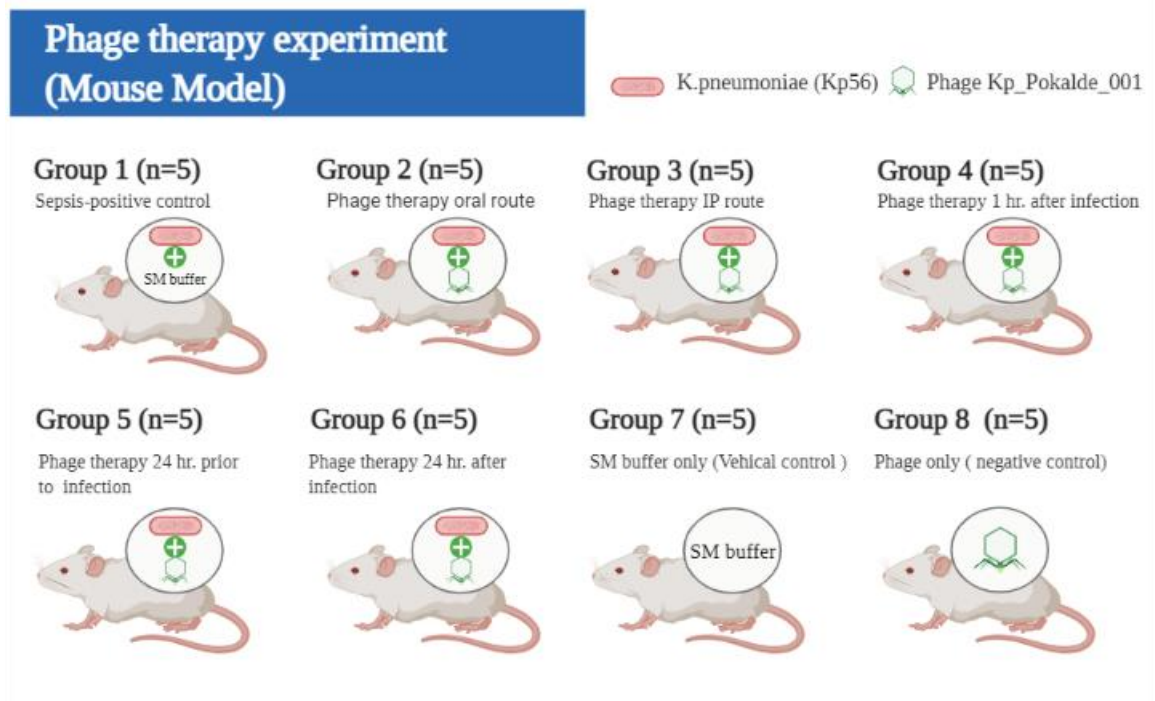 Phage therapy experiment
(Mouse Model)
K.pneumoniae (Kp56)
Phage Kp_Pokalde_001
Group 1 (n=5)
Sepsis-positive control
SM buffer
Group 2 (n=5)
Phage therapy oral route
Group 3 (n=5)
Phage therapy IP route
Group 4 (n=5)
Phage therapy 1 hr. after infection
Group 5 (n=5)
Phage therapy 24 hr. prior
to infection
Group 6 (n=5)
Phage therapy 24 hr. after
infection
Group 7 (n=5)
SM buffer only (Vehical control )
SM buffer
Group 8 (n=5)
Phage only ( negative control)